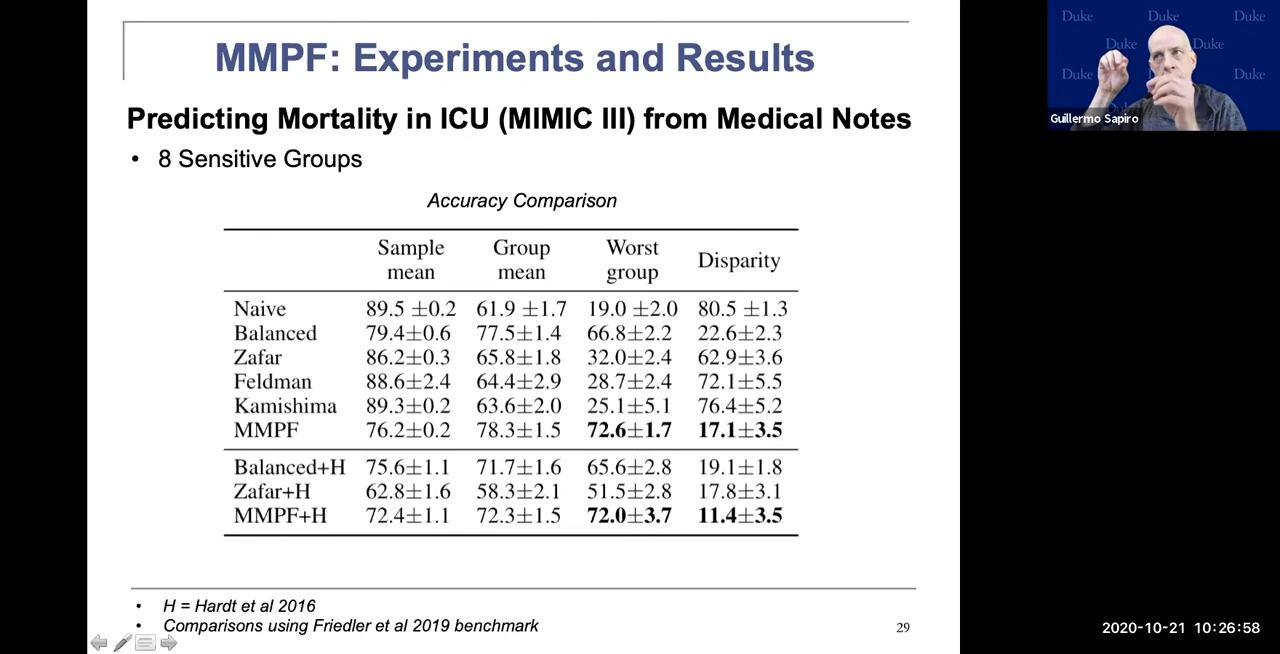 MMPF: Experiments and Results
Predicting Mortality in ICU (MIMIC III) from Medical Notes
• 8 Sensitive Groups
Accuracy Comparison
Sample mean Group mean Worst group Disparity
Naive 89.5 ±0.2 61.9 ±1.7 19.0 ±2.0 80.5 ±1.3
Balanced 79.4±0.6 77.5±1.4 66.8±2.2 22.6±2.3
Zafar 86.2±0.3 65.8±1.8 32.0±2.4 62.9±3.6
Feldman 88.6±2.4 64.4±2.9 28.7±2.4 72.1±5.5
Kamishima 89.3±0.2 63.6±2.0 25.1±5.1 76.4±5.2
MMPF 76.2±0.2 78.3±1.5 72.6±1.7 17.1±3.5
Balanced+H 75.6±1.1 71.7±1.6 65.6±2.8 19.1±1.8
Zafar+H 62.8±1.6 58.3±2.1 51.5±2.8 17.8±3.1
MMPF+H 72.4±1.1 72.3±1.5 72.0±3.7 11.4±3.5
• H = Hardt et al 2016
• Comparisons using Friedler et al 2019 benchmark
29
Duke Duke Duke
Duke Duke
Duke Duke
Du
Guillermo Sapiro
2020-10-21 10:26:58